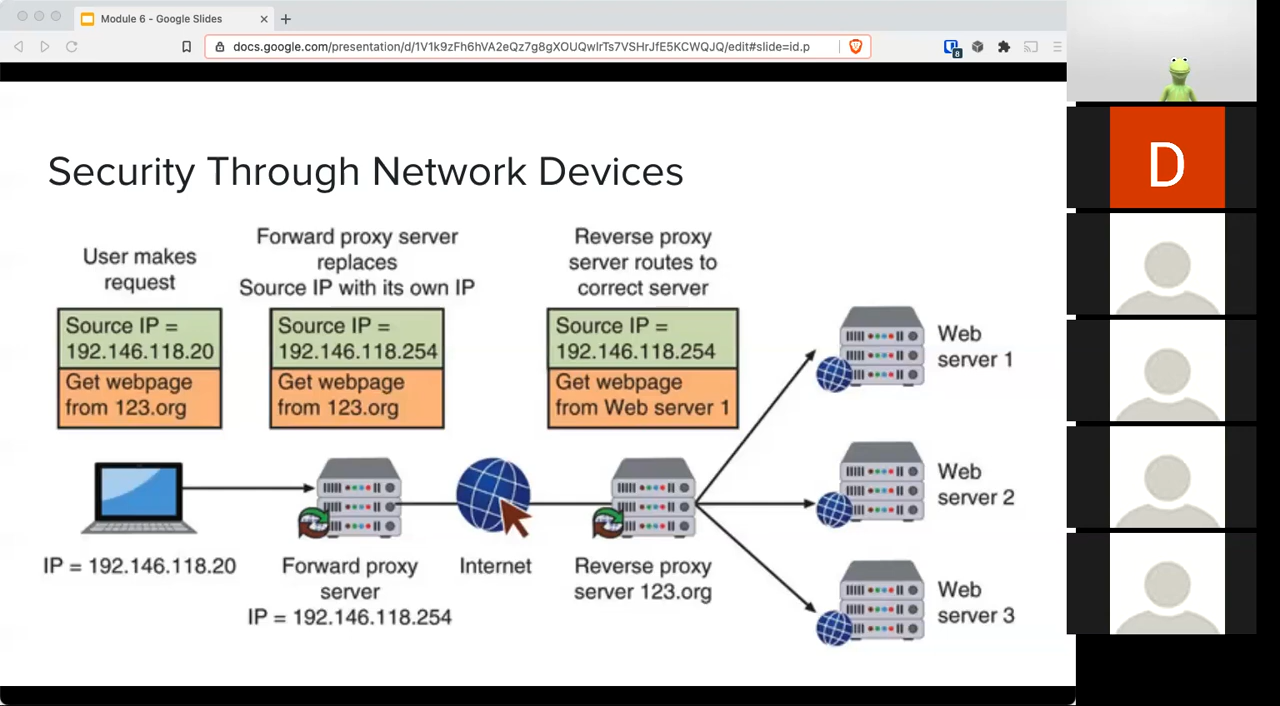 Module 6 - Google Slides
docs.google.com/presentation/d/1V1k9zFh6hVA2eQz7g8gXOUQwIrTs7VSHrJfE5KCWQJQ/edit#slide=id.p
8
Security Through Network Devices
User makes
request
Source IP =
192.146.118.20
Get webpage
from 123.org
Forward proxy server
replaces
Source IP with its own IP
Source IP =
192.146.118.254
Get webpage
from 123.org
Reverse proxy
server routes to
correct server
Source IP =
192.146.118.254
Get webpage
from Web server 1
Web
server 1
Web
server 2
Web
server 3
IP = 192.146.118.20
Forward proxy
server
IP = 192.146.118.254
Internet
Reverse proxy
server 123.org
D